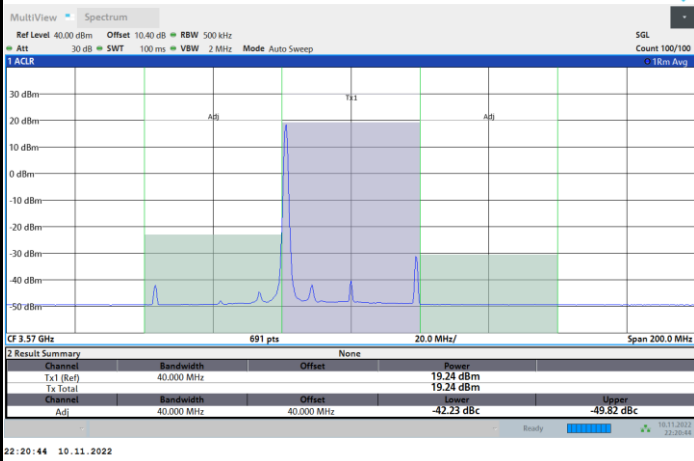 MultiView Spectrum
Ref Level 40.00 dBm Offset 10.40 dB RBW 500 kHz SGL
Att 30 dB SWT 100 ms VBW 2 MHz Mode Auto Sweep Count 100/100
1 ACLR 1Rm Avg
30 dBm
Tx1
20 dBm Adj Adj
10 dBm
0 dBm
-10 dBm
-20 dBm
-30 dBm
-40 dBm
-50 dBm
CF 3.57 GHz 691 pts 20.0 MHz/ Span 200.0 MHz
2 Result Summary None
Channel Bandwidth Offset Power
Tx1 (Ref) 40.000 MHz 19.24 dBm
Tx Total 19.24 dBm
Channel Bandwidth Offset Lower Upper
Adj 40.000 MHz 40.000 MHz -42.23 dBc -49.82 dBc
Ready 10.11.2022
22:20:44
22:20:44 10.11.2022